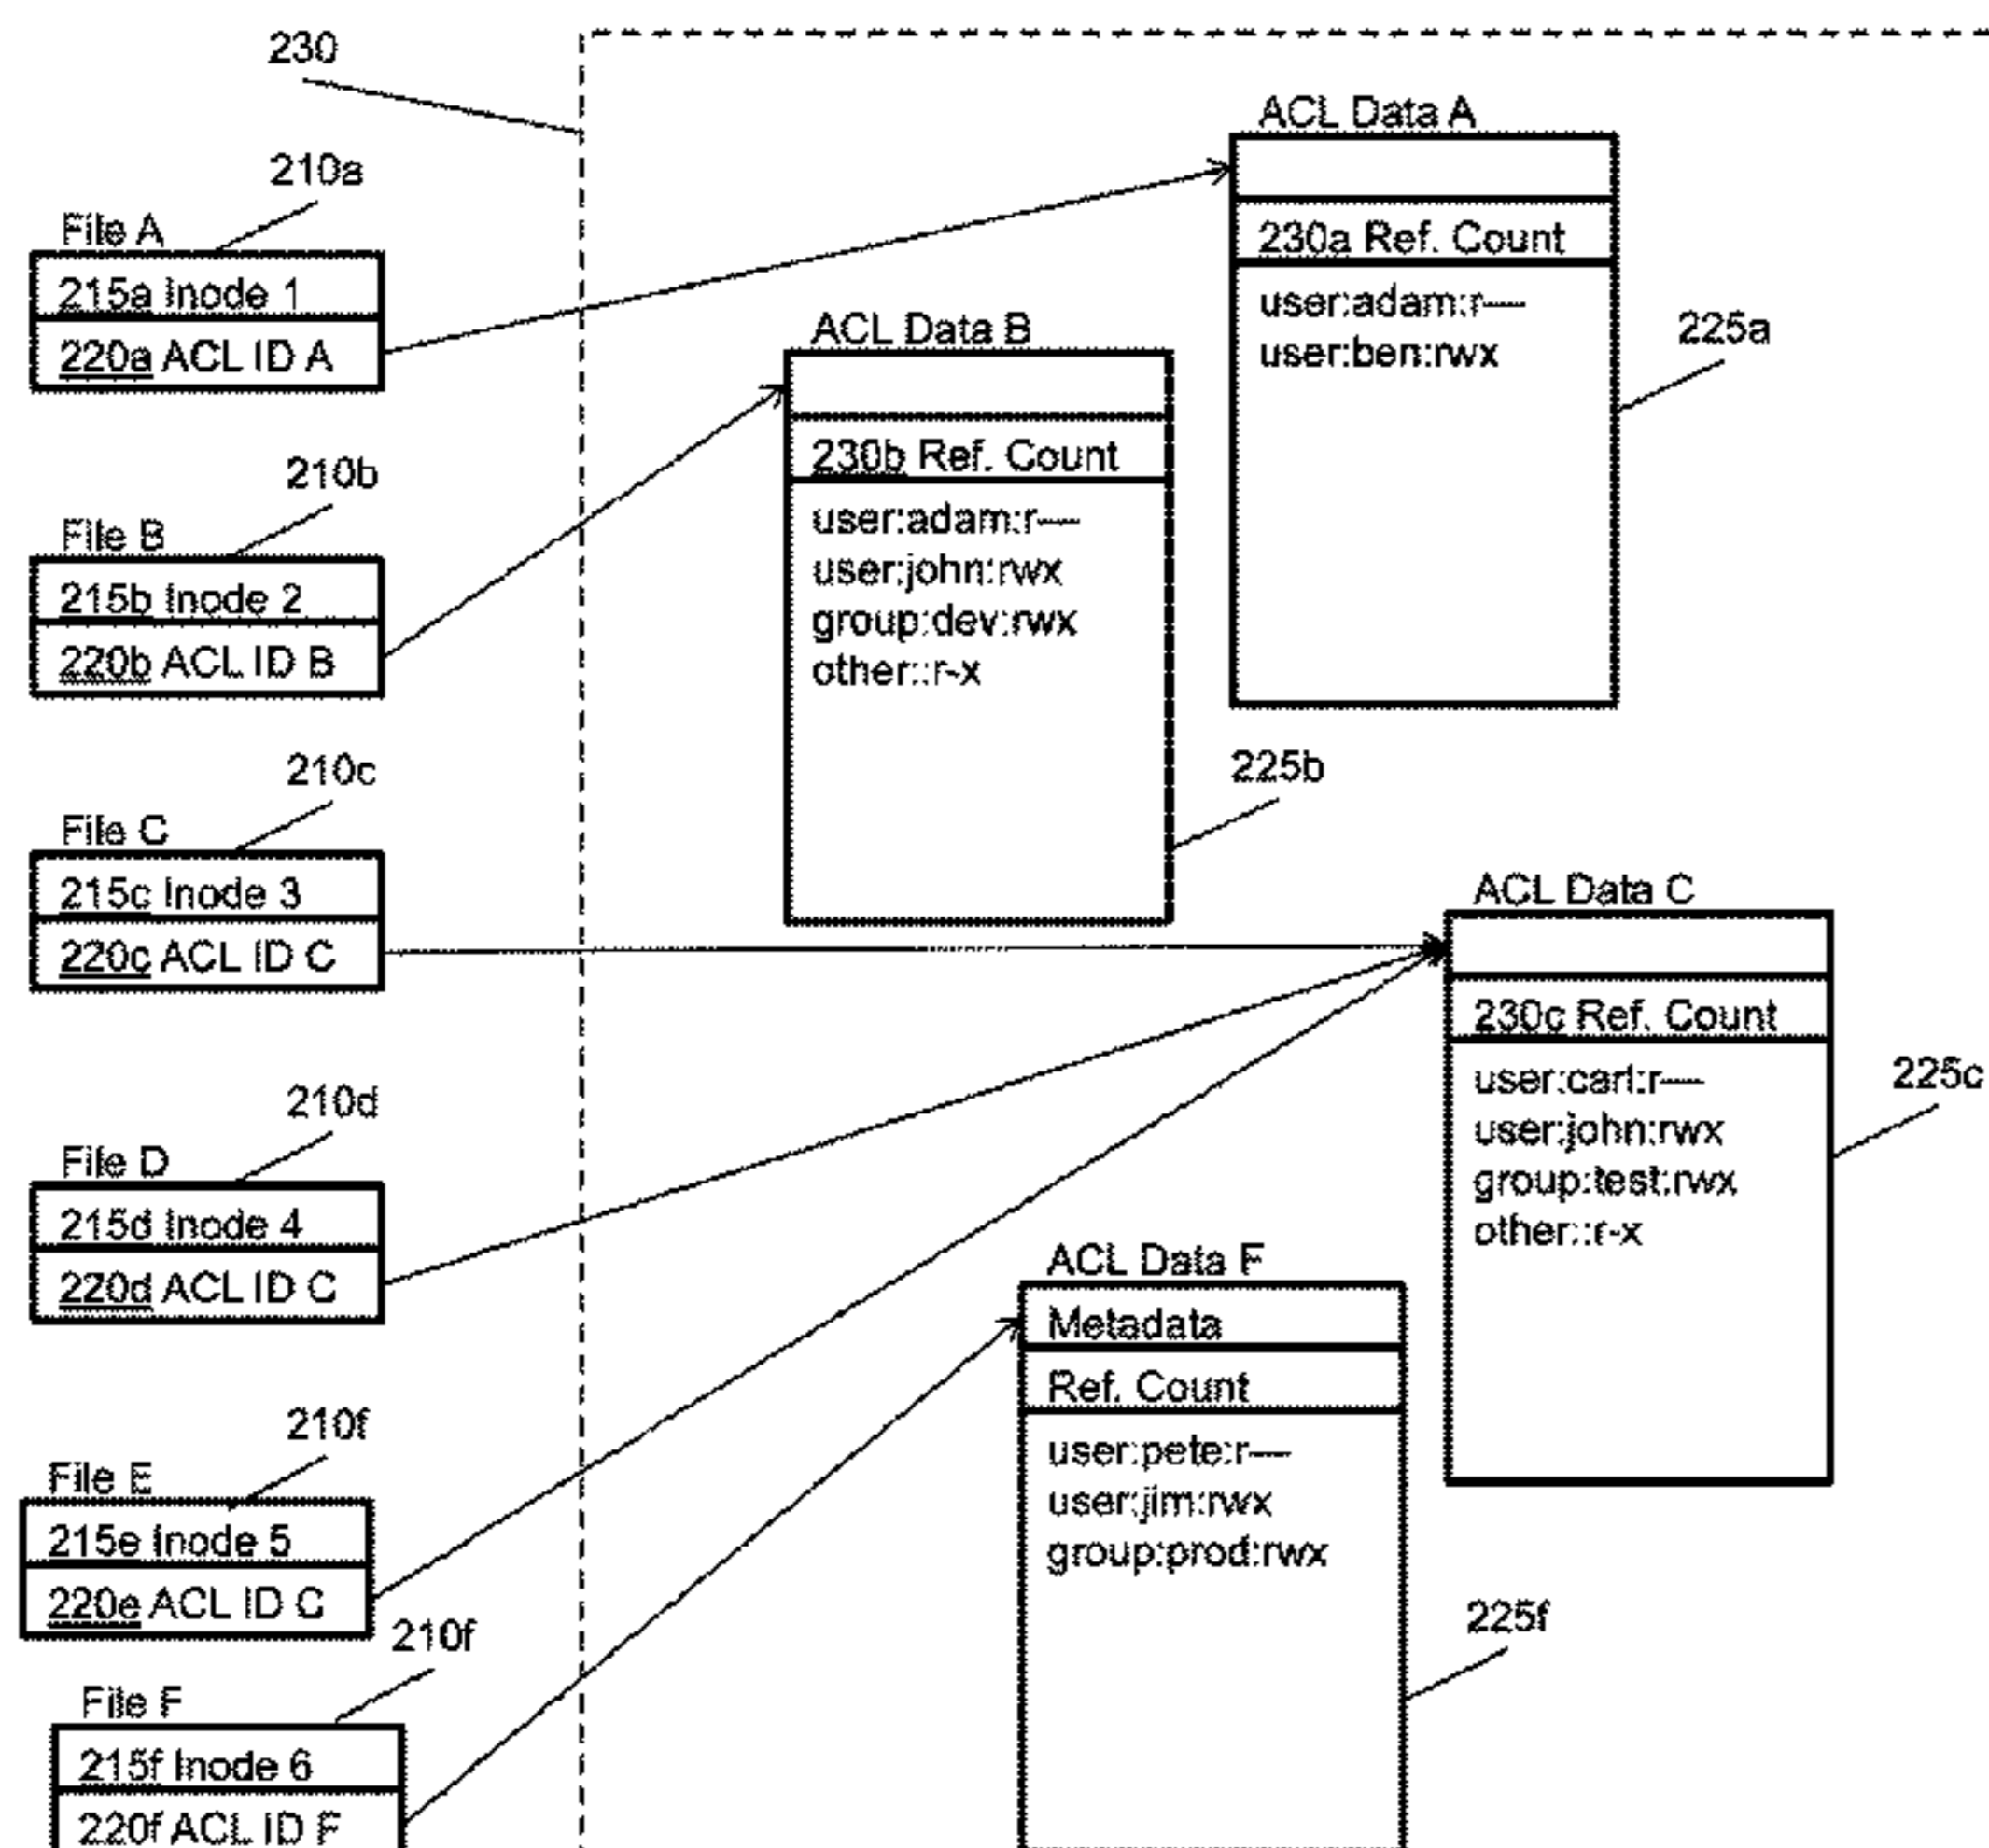 230
210a
File A
215a Inode 1
220a ACL ID A
210b
File B
215b Inode 2
220b ACL ID B
210c
File C
215c Inode 3
220c ACL ID C
210d
File D
215d Inode 4
220d ACL ID C
210f
File E
215e Inode 5
220e ACL ID C
210f
File F
215f Inode 6
220f ACL ID F
ACL Data A
230a Ref. Count
user:adam:r---
user:ben:rwx
225a
ACL Data B
230b Ref. Count
user:adam:r---
user:john:rwx
group:dev:rwx
other::r-x
225b
ACL Data C
230c Ref. Count
user:carl:r---
user:john:rwx
group:test:rwx
other::r-x
225c
ACL Data F
Metadata
Ref. Count
user:pete:r---
user:jim:rwx
group:prod:rwx
225f